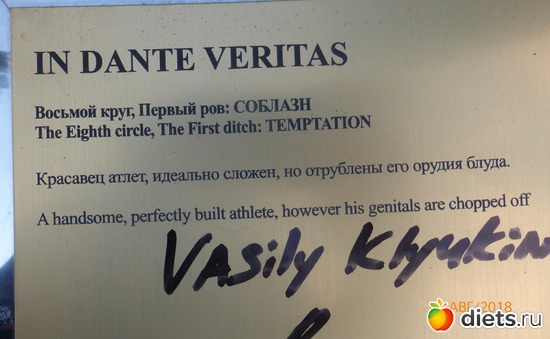 IN DANTE VERITAS
Восьмой круг, Первый ров: СОБЛАЗН
The Eighth circle, The First ditch: TEMPTATION
Красавец атлет, идеально сложен, но отрублены его орудия блуда.
A handsome, perfectly built athlete, however his genitals are chopped off
Vasily Klyukin
АВГ/2018
diets.ru